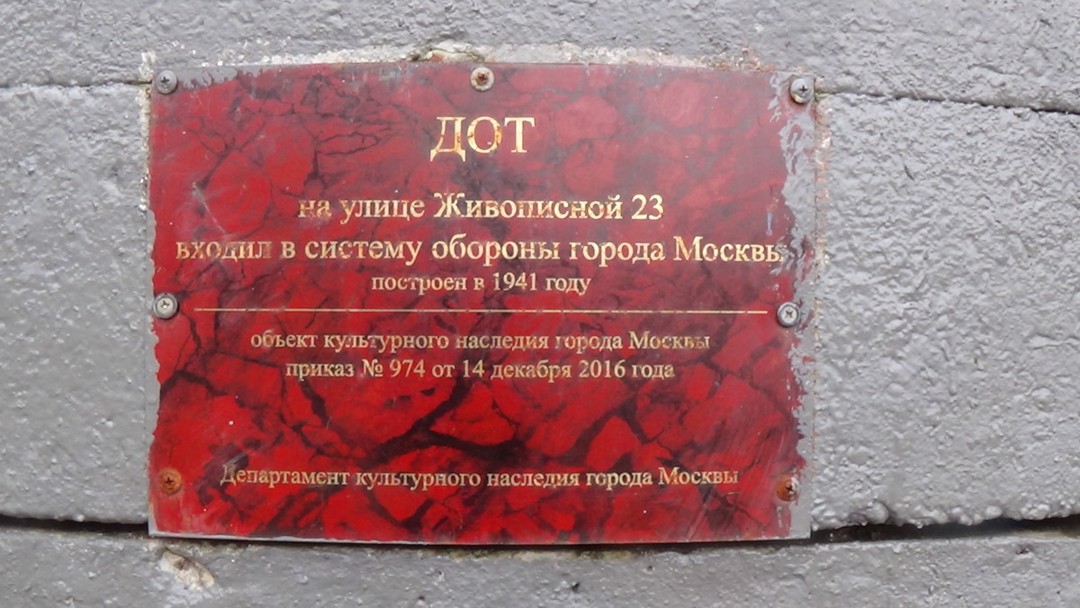 ДОТ
на улице Живописной 23
входил в систему обороны города Москвы
построен в 1941 году
объект культурного наследия города Москвы
приказ № 974 от 14 декабря 2016 года
Департамент культурного наследия города Москвы